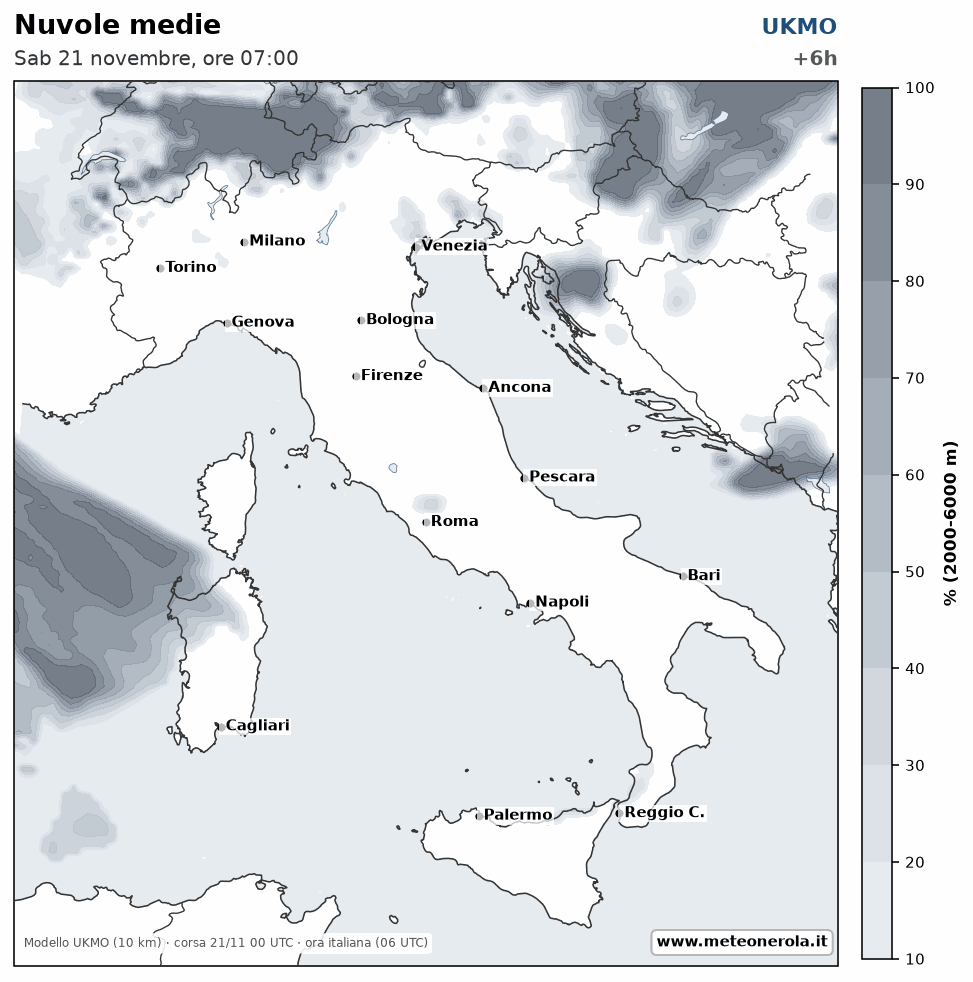 Nuvole medie
UKMO
Sab 21 novembre, ore 07:00
+6h
Milano
Venezia
Torino
Genova
Bologna
Firenze
Ancona
Pescara
Roma
Bari
Napoli
Cagliari
Palermo
Reggio C.
Modello UKMO (10 km) · corsa 21/11 00 UTC · ora italiana (06 UTC)
www.meteonerola.it
100
90
80
70
60
50
40
30
20
10
% (2000-6000 m)